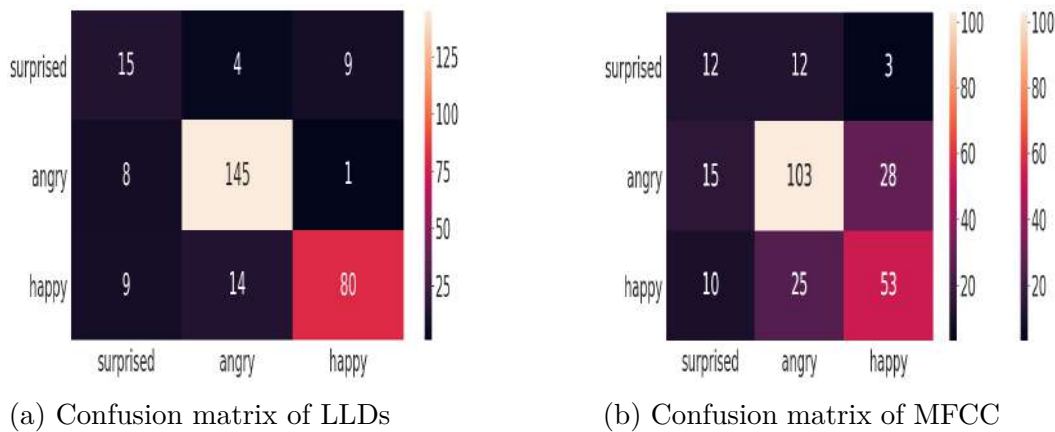 surprised 15 4 9
angry 8 145 1
happy 9 14 80
surprised angry happy
125
100
75
50
25
(a) Confusion matrix of LLDs
surprised 12 12 3
angry 15 103 28
happy 10 25 53
surprised angry happy
100
80
60
40
20
100
80
60
40
20
(b) Confusion matrix of MFCC